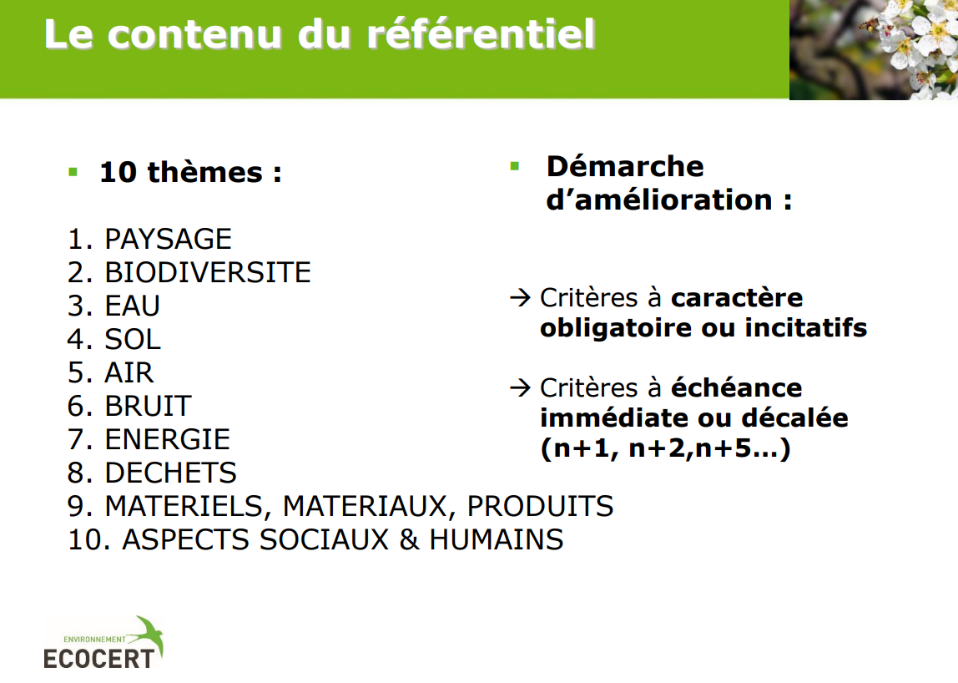 Le contenu du référentiel
▪ 10 thèmes :
1. PAYSAGE
2. BIODIVERSITE
3. EAU
4. SOL
5. AIR
6. BRUIT
7. ENERGIE
8. DECHETS
9. MATERIELS, MATERIAUX, PRODUITS
10. ASPECTS SOCIAUX & HUMAINS
▪ Démarche
d’amélioration :
→ Critères à caractère
obligatoire ou incitatifs
→ Critères à échéance
immédiate ou décalée
(n+1, n+2,n+5…)
ENVIRONNEMENT
ECOCERT